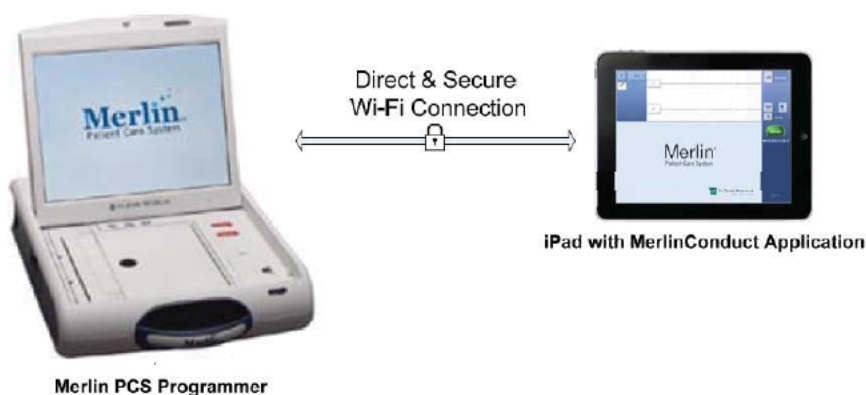 Merlin
Patient Care System
Direct & Secure
Wi-Fi Connection
Merlin
Patient Care System
iPad with MerlinConduct Application
Merlin
Merlin PCS Programmer